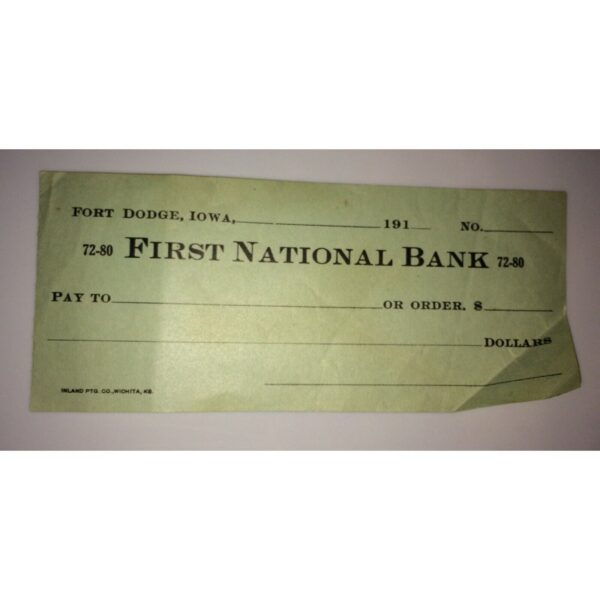 FORT DODGE, IOWA, 191 NO.
72-80 FIRST NATIONAL BANK 72-80
PAY TO OR ORDER. $
DOLLARS
INLAND PTG. CO., WICHITA, KS.